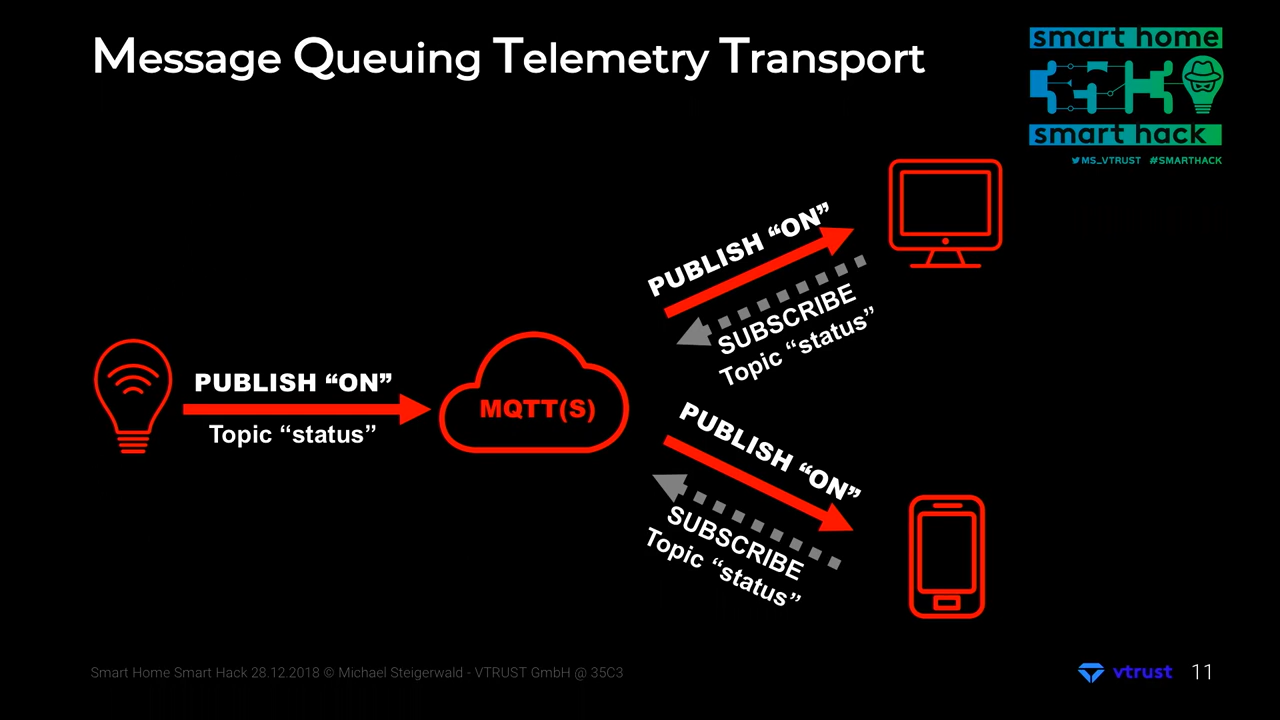 Message Queuing Telemetry Transport
smart home
smart hack
MS_VTRUST #SMARTHACK
PUBLISH “ON”
SUBSCRIBE
Topic “status”
PUBLISH “ON”
Topic “status”
MQTT(S)
PUBLISH “ON”
SUBSCRIBE
Topic “status”
Smart Home Smart Hack 28.12.2018 © Michael Steigerwald - VTRUST GmbH @ 35C3
vtrust
11